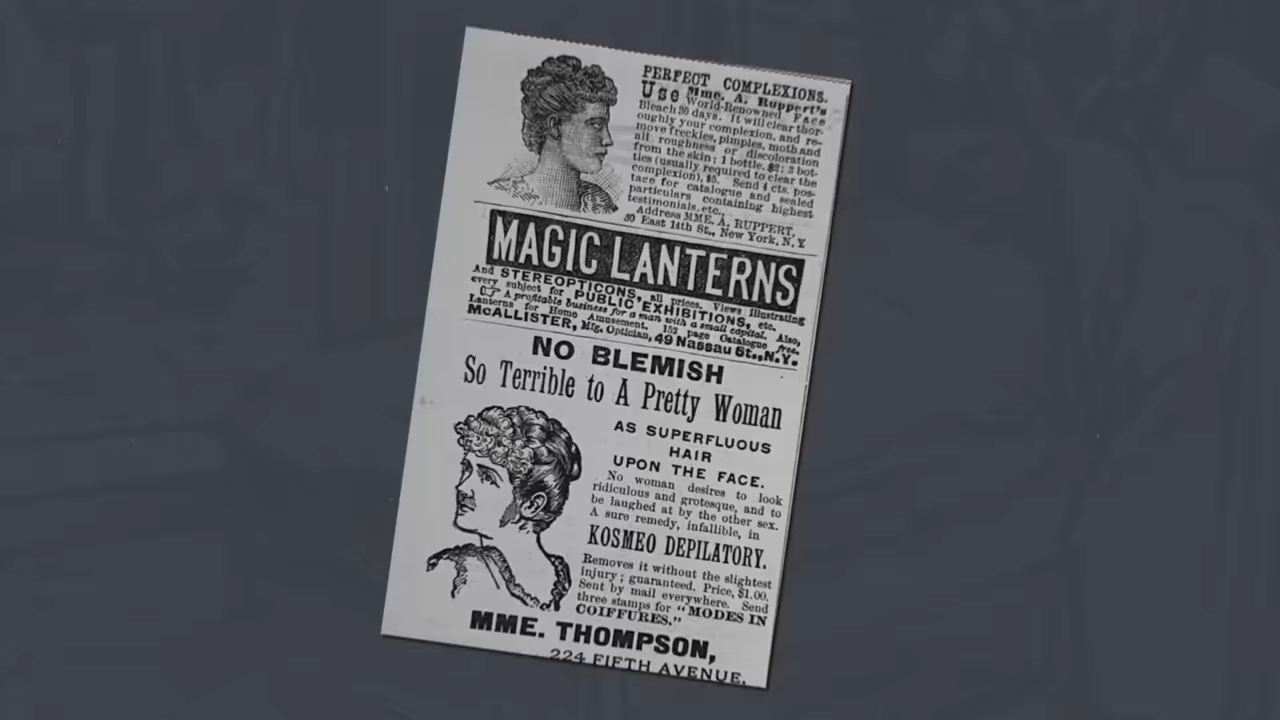 PERFECT COMPLEXIONS.
Use Mme. A. Ruppert's
World-Renowned Face
Bleach 30 days. It will clear thor-
oughly your complexion, and re-
move freckles, pimples, moth and
all roughness or discoloration
from the skin; 1 bottle, $2; 3 bot-
tles (usually required to clear the
complexion), $5. Send 4 cts. pos-
tage for catalogue and sealed
particulars containing highest
testimonials, etc.
Address MME. A. RUPPERT,
30 East 14th St., New York, N.Y.
MAGIC LANTERNS
And STEREOPTICONS, all prices. Views illustrating
every subject for PUBLIC EXHIBITIONS, etc.
A profitable business for a man with a small capital. Also,
Lanterns for Home Amusement. 152 page Catalogue free.
McALLISTER, Mfg. Optician, 49 Nassau St., N.Y.
NO BLEMISH
So Terrible to A Pretty Woman
AS SUPERFLUOUS
HAIR
UPON THE FACE.
No woman desires to look
ridiculous and grotesque, and to
be laughed at by the other sex.
A sure remedy, infallible, in
KOSMEO DEPILATORY.
Removes it without the slightest
injury; guaranteed. Price, $1.00.
Sent by mail everywhere. Send
three stamps for "MODES IN
COIFFURES."
MME. THOMPSON,
224 FIFTH AVENUE,